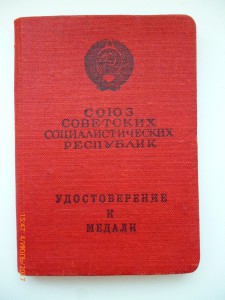 СОЮЗ
СОВЕТСКИХ
СОЦИАЛИСТИЧЕСКИХ
РЕСПУБЛИК
УДОСТОВЕРЕНИЕ
К
МЕДАЛИ